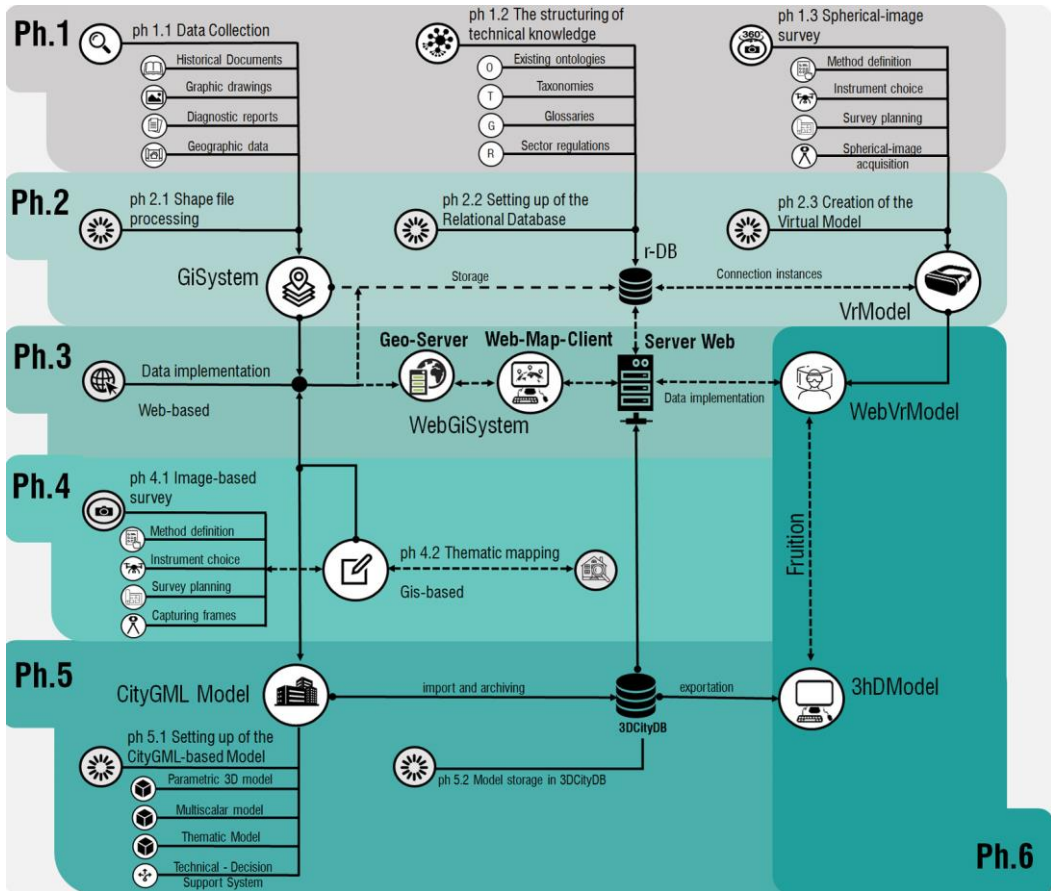 Ph.1
ph 1.1 Data Collection
Historical Documents
Graphic drawings
Diagnostic reports
Geographic data
ph 1.2 The structuring of
technical knowledge
O
Existing ontologies
T
Taxonomies
G
Glossaries
R
Sector regulations
360°
ph 1.3 Spherical-image
survey
Method definition
Instrument choice
Survey planning
Spherical-image
acquisition
Ph.2
ph 2.1 Shape file
processing
ph 2.2 Setting up of the
Relational Database
ph 2.3 Creation of the
Virtual Model
GiSystem
Storage
r-DB
Connection instances
VrModel
Ph.3
Data implementation
Web-based
Geo-Server
Web-Map-Client
Server Web
WebGiSystem
Data implementation
WebVrModel
Ph.4
ph 4.1 Image-based
survey
Method definition
Instrument choice
Survey planning
Capturing frames
ph 4.2 Thematic mapping
Gis-based
Fruition
Ph.5
CityGML Model
import and archiving
3DCityDB
exportation
3hDModel
ph 5.1 Setting up of the
CityGML-based Model
Parametric 3D model
Multiscalar model
Thematic Model
Technical - Decision
Support System
ph 5.2 Model storage in 3DCityDB
Ph.6